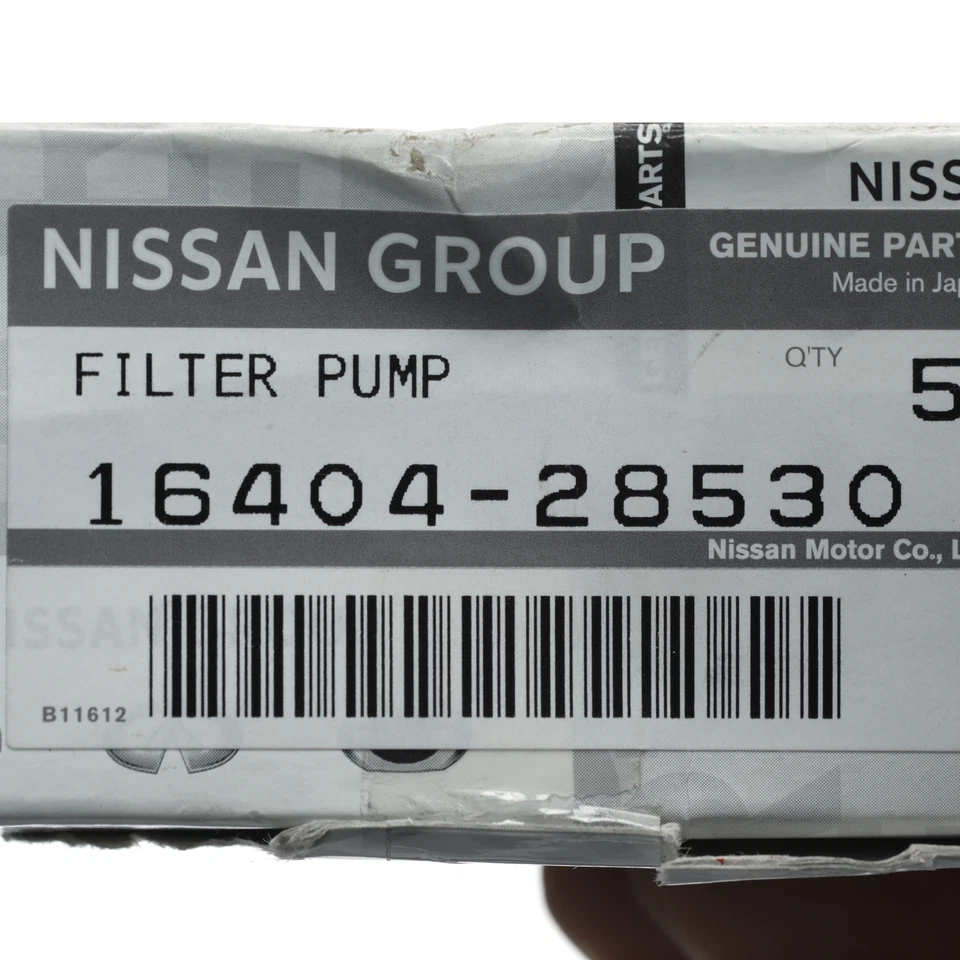 PARTS
NISS
NISSAN GROUP
GENUINE PART
Made in Jap
FILTER PUMP
Q'TY
5
16404-28530
Nissan Motor Co., L
ISSAN
B11612